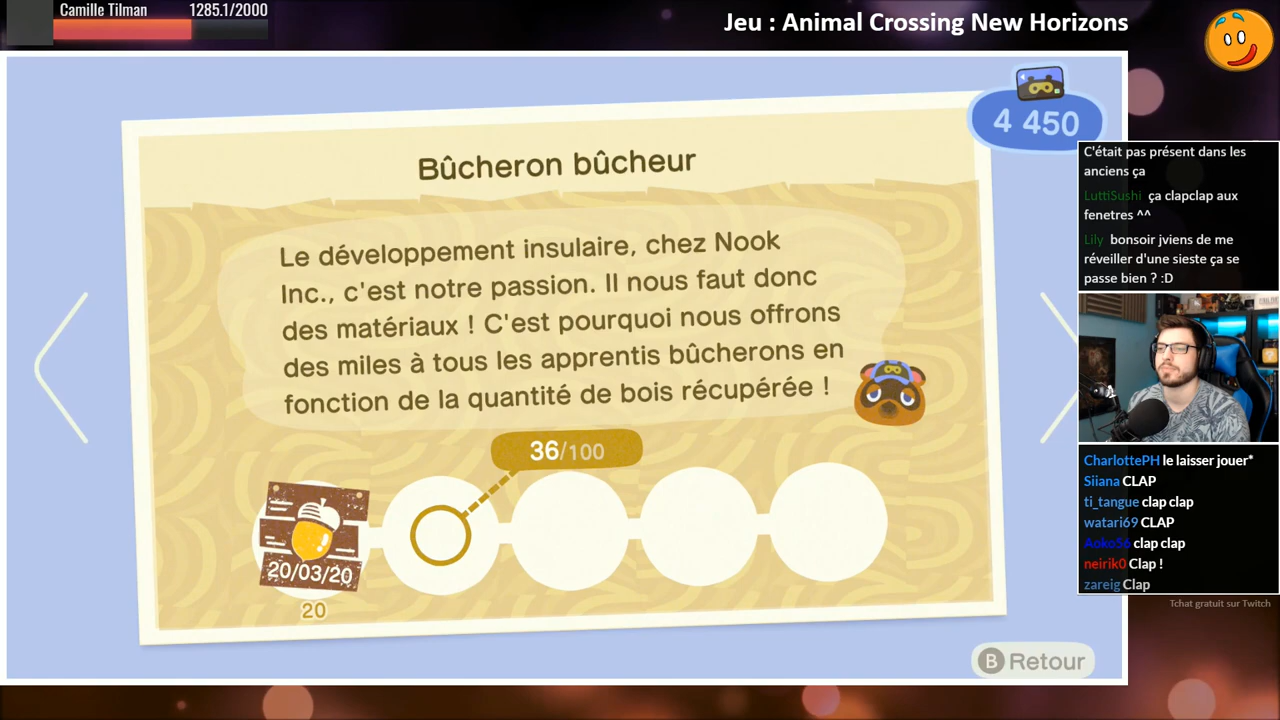 Camille Tilman 1285.1/2000
Jeu : Animal Crossing New Horizons
4 450
Bûcheron bûcheur
Le développement insulaire, chez Nook
Inc., c'est notre passion. Il nous faut donc
des matériaux ! C'est pourquoi nous offrons
des miles à tous les apprentis bûcherons en
fonction de la quantité de bois récupérée !
36/100
20/03/20
20
B Retour
C'était pas présent dans les
anciens ça
LuttiSushi ça clapclap aux
fenetres ^^
Lily bonsoir jviens de me
réveiller d'une sieste ça se
passe bien ? :D
CharlottePH le laisser jouer*
Siiana CLAP
ti_tangue clap clap
watari69 CLAP
Aoko56 clap clap
neirik0 Clap !
zareig Clap
Tchat gratuit sur Twitch